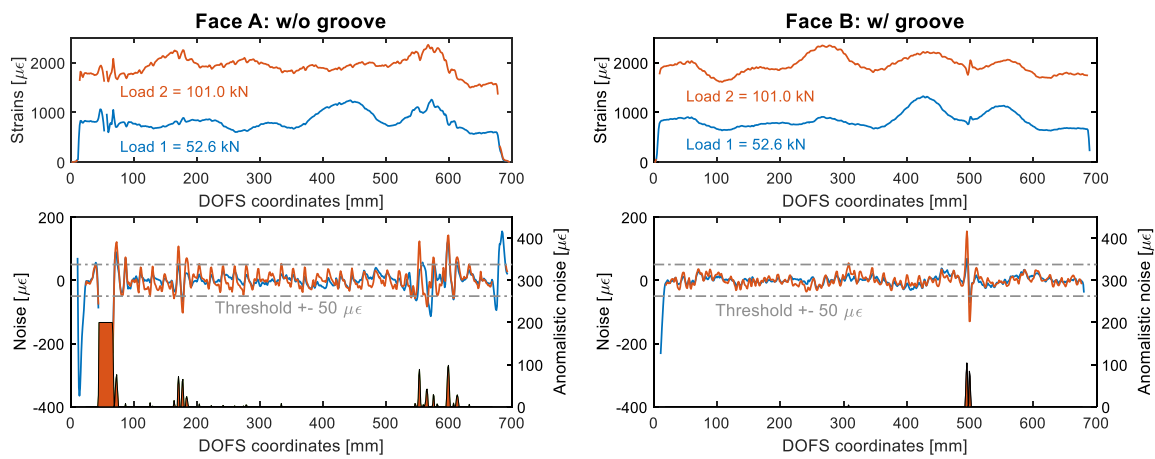 Face A: w/o groove
Strains [με]
2000
1000
0
Load 2 = 101.0 kN
Load 1 = 52.6 kN
0 100 200 300 400 500 600 700
DOFS coordinates [mm]
Face B: w/ groove
Strains [με]
2000
1000
0
Load 2 = 101.0 kN
Load 1 = 52.6 kN
0 100 200 300 400 500 600 700
DOFS coordinates [mm]
Noise [με]
200
0
-200
-400
Threshold +- 50 με
400
300
200
100
0
Anomalistic noise [με]
0 100 200 300 400 500 600 700
DOFS coordinates [mm]
Noise [με]
200
0
-200
-400
Threshold +- 50 με
400
300
200
100
0
Anomalistic noise [με]
0 100 200 300 400 500 600 700
DOFS coordinates [mm]